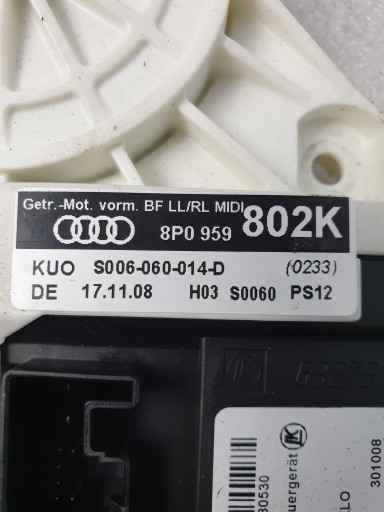 Getr.-Mot. vorm. BF LL/RL MIDI
8P0 959 802K
KUO S006-060-014-D (0233)
DE 17.11.08 H03 S0060 PS12
301008